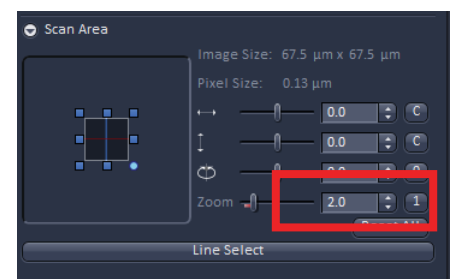 Scan Area
Image Size: 67.5 µm x 67.5 µm
Pixel Size: 0.13 µm
0.0 C
0.0 C
Zoom 2.0 1
Line Select